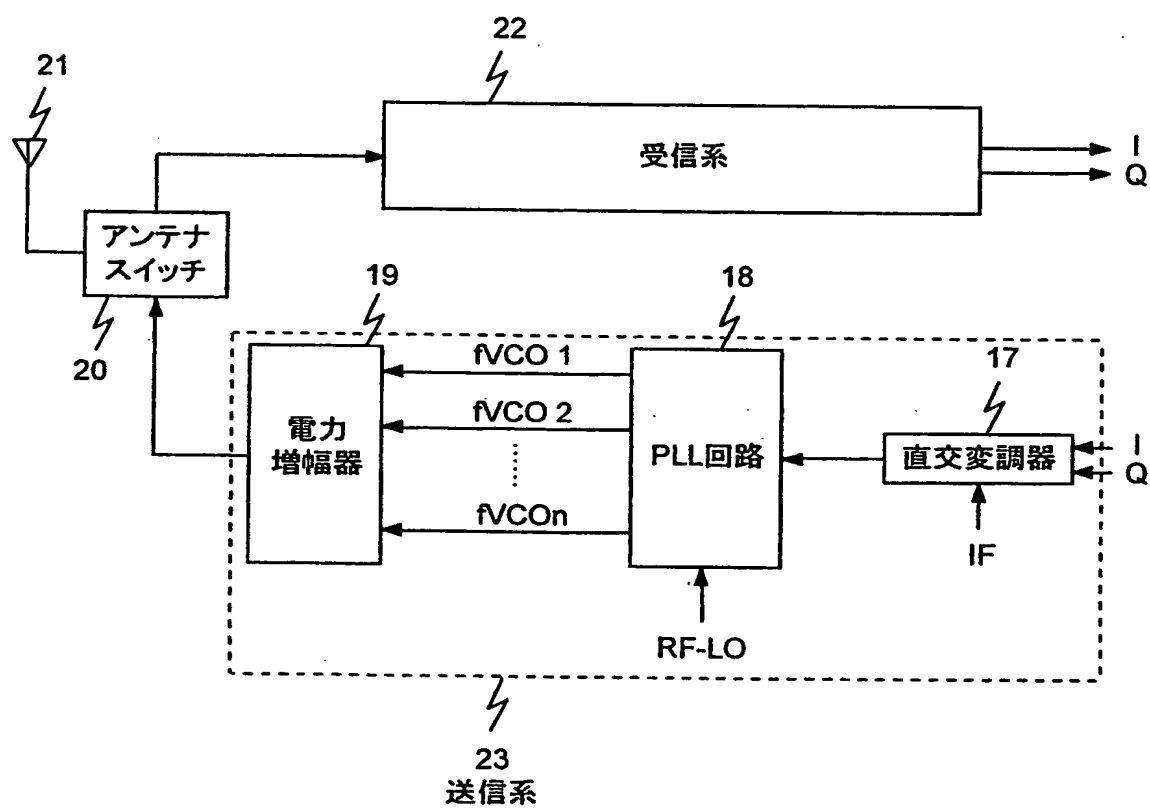 22
21
受信系
I
Q
アンテナ
スイッチ
20
19
18
17
fVCO 1
fVCO 2
fVCOn
電力
増幅器
PLL回路
直交変調器
I
Q
IF
RF-LO
23
送信系